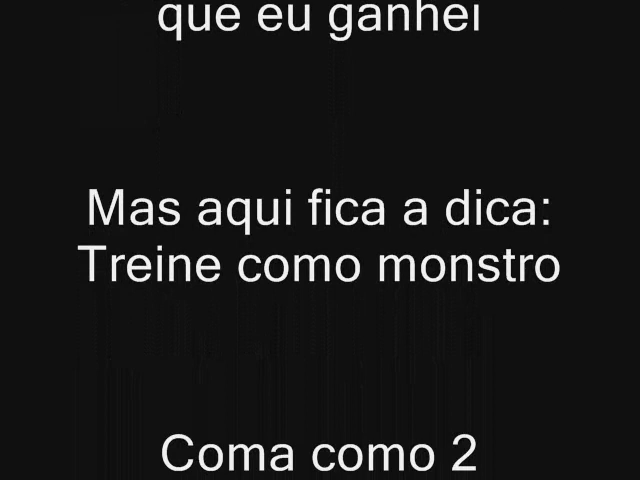 que eu ganhei
Mas aqui fica a dica:
Treine como monstro
Coma como 2